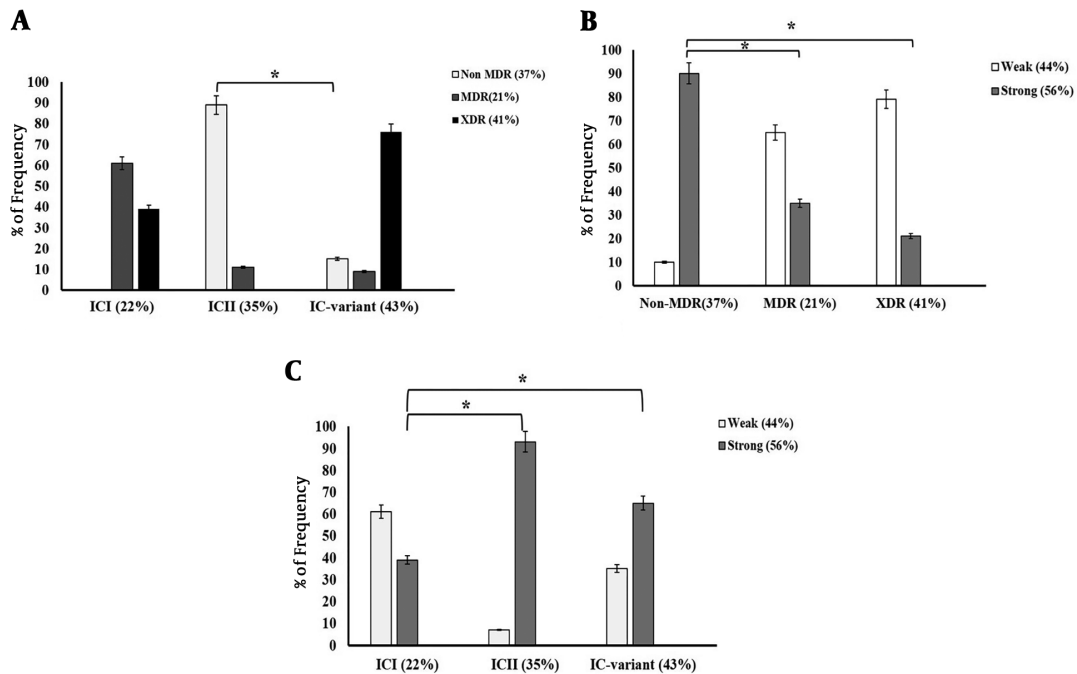 A
% of Frequency
100
90
80
70
60
50
40
30
20
10
0
*
Non MDR (37%)
MDR(21%)
XDR (41%)
ICI (22%)
ICII (35%)
IC-variant (43%)
B
% of Frequency
100
90
80
70
60
50
40
30
20
10
0
*
*
Weak (44%)
Strong (56%)
Non-MDR(37%)
MDR (21%)
XDR (41%)
C
% of Frequency
100
90
80
70
60
50
40
30
20
10
0
*
*
Weak (44%)
Strong (56%)
ICI (22%)
ICII (35%)
IC-variant (43%)